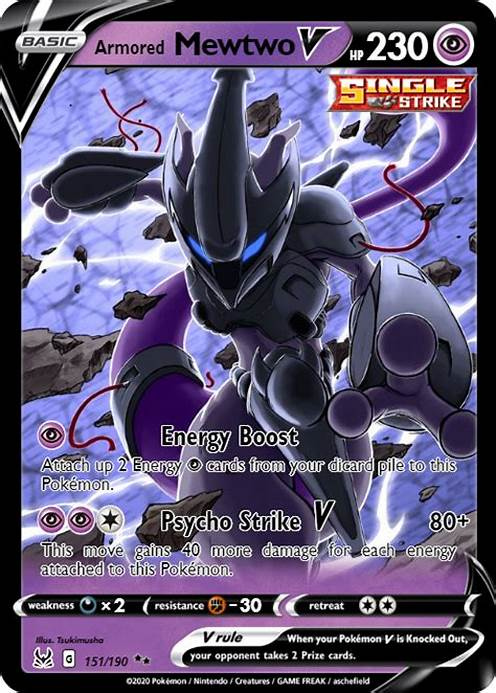 BASIC
Armored Mewtwo V HP 230
SINGLE
STRIKE
Energy Boost
Attach up 2 Energy cards from your dicard pile to this
Pokémon.
Psycho Strike V 80+
This move gains 40 more damage for each energy
attached to this Pokémon.
weakness x2 resistance -30 retreat
Illus. Tsukimusha
G 151/190 ★★
V rule When your Pokémon V is Knocked Out,
your opponent takes 2 Prize cards.
©2020 Pokémon / Nintendo / Creatures / GAME FREAK / aschefield